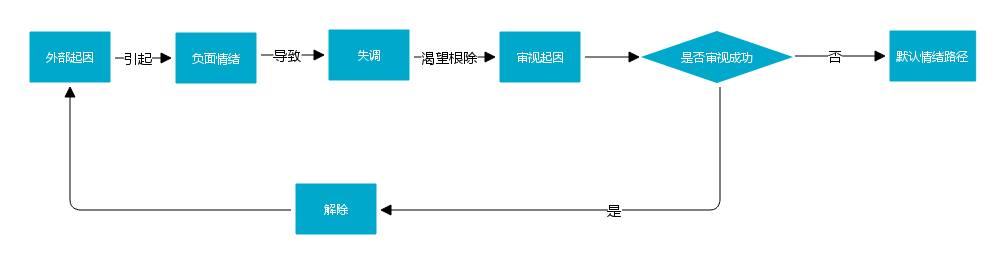 外部起因
引起
负面情绪
导致
失调
渴望根除
审视起因
是否审视成功
否
默认情绪路径
解除
是